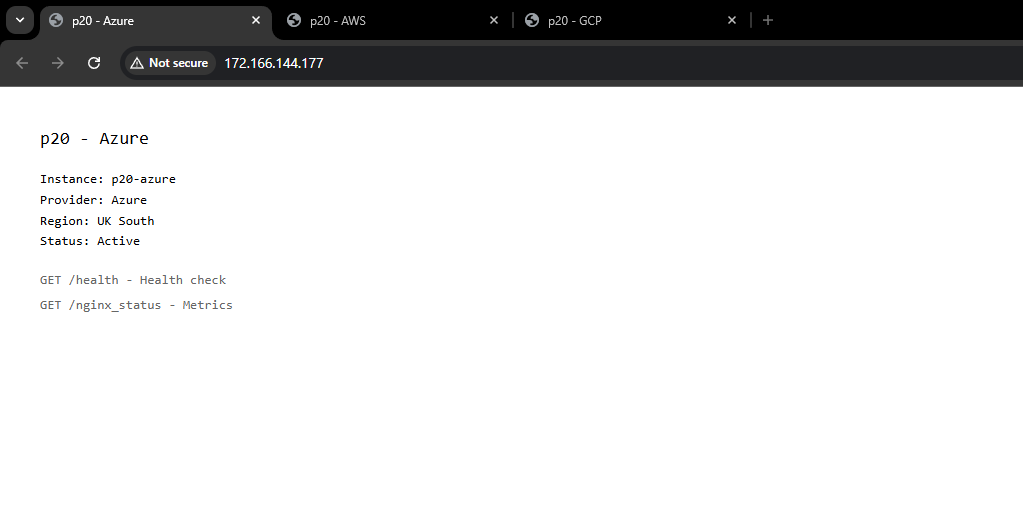 p20 - Azure
p20 - AWS
p20 - GCP
Not secure
172.166.144.177
p20 - Azure
Instance: p20-azure
Provider: Azure
Region: UK South
Status: Active
GET /health - Health check
GET /nginx_status - Metrics